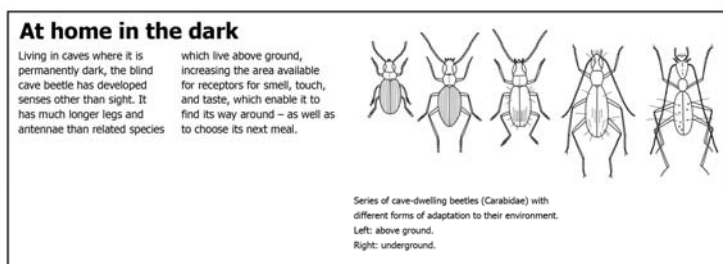 At home in the dark
Living in caves where it is
permanently dark, the blind
cave beetle has developed
senses other than sight. It
has much longer legs and
antennae than related species
which live above ground,
increasing the area available
for receptors for smell, touch,
and taste, which enable it to
find its way around – as well as
to choose its next meal.
Series of cave-dwelling beetles (Carabidae) with
different forms of adaptation to their environment.
Left: above ground.
Right: underground.